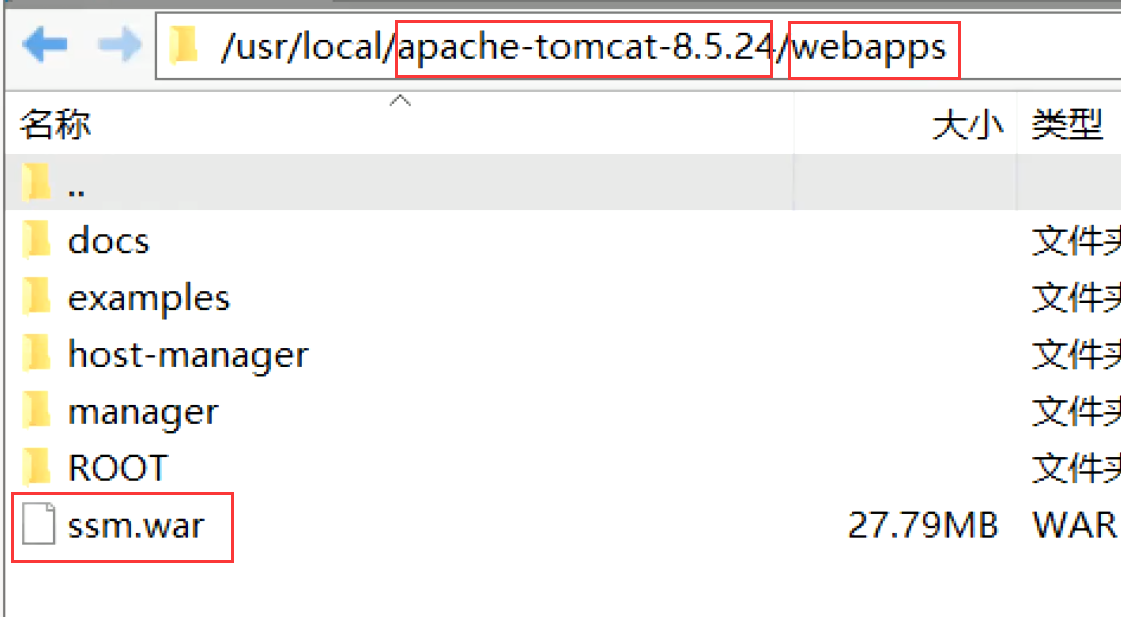 /usr/local/apache-tomcat-8.5.24/webapps
名称 大小 类型
..
docs 文件夹
examples 文件夹
host-manager 文件夹
manager 文件夹
ROOT 文件夹
ssm.war 27.79MB WAR